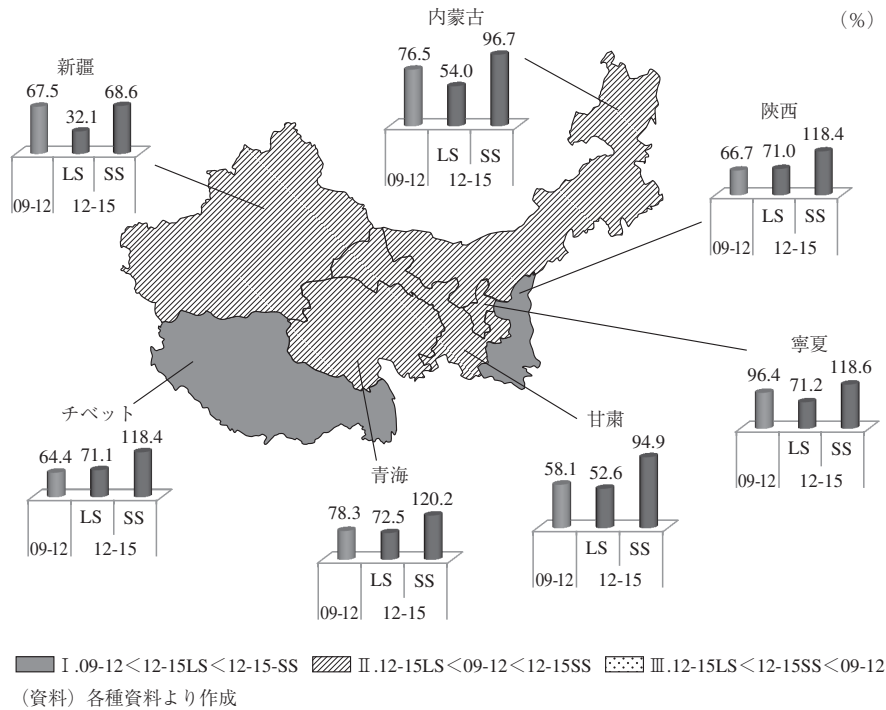 (%)
内蒙古
76.5 54.0 96.7
LS SS
09-12 12-15
新疆
67.5 32.1 68.6
LS SS
09-12 12-15
陝西
66.7 71.0 118.4
LS SS
09-12 12-15
寧夏
96.4 71.2 118.6
LS SS
09-12 12-15
チベット
64.4 71.1 118.4
LS SS
09-12 12-15
甘粛
58.1 52.6 94.9
LS SS
09-12 12-15
青海
78.3 72.5 120.2
LS SS
09-12 12-15
Ⅰ.09-12<12-15LS<12-15-SS Ⅱ.12-15LS<09-12<12-15SS Ⅲ.12-15LS<12-15SS<09-12
(資料)各種資料より作成